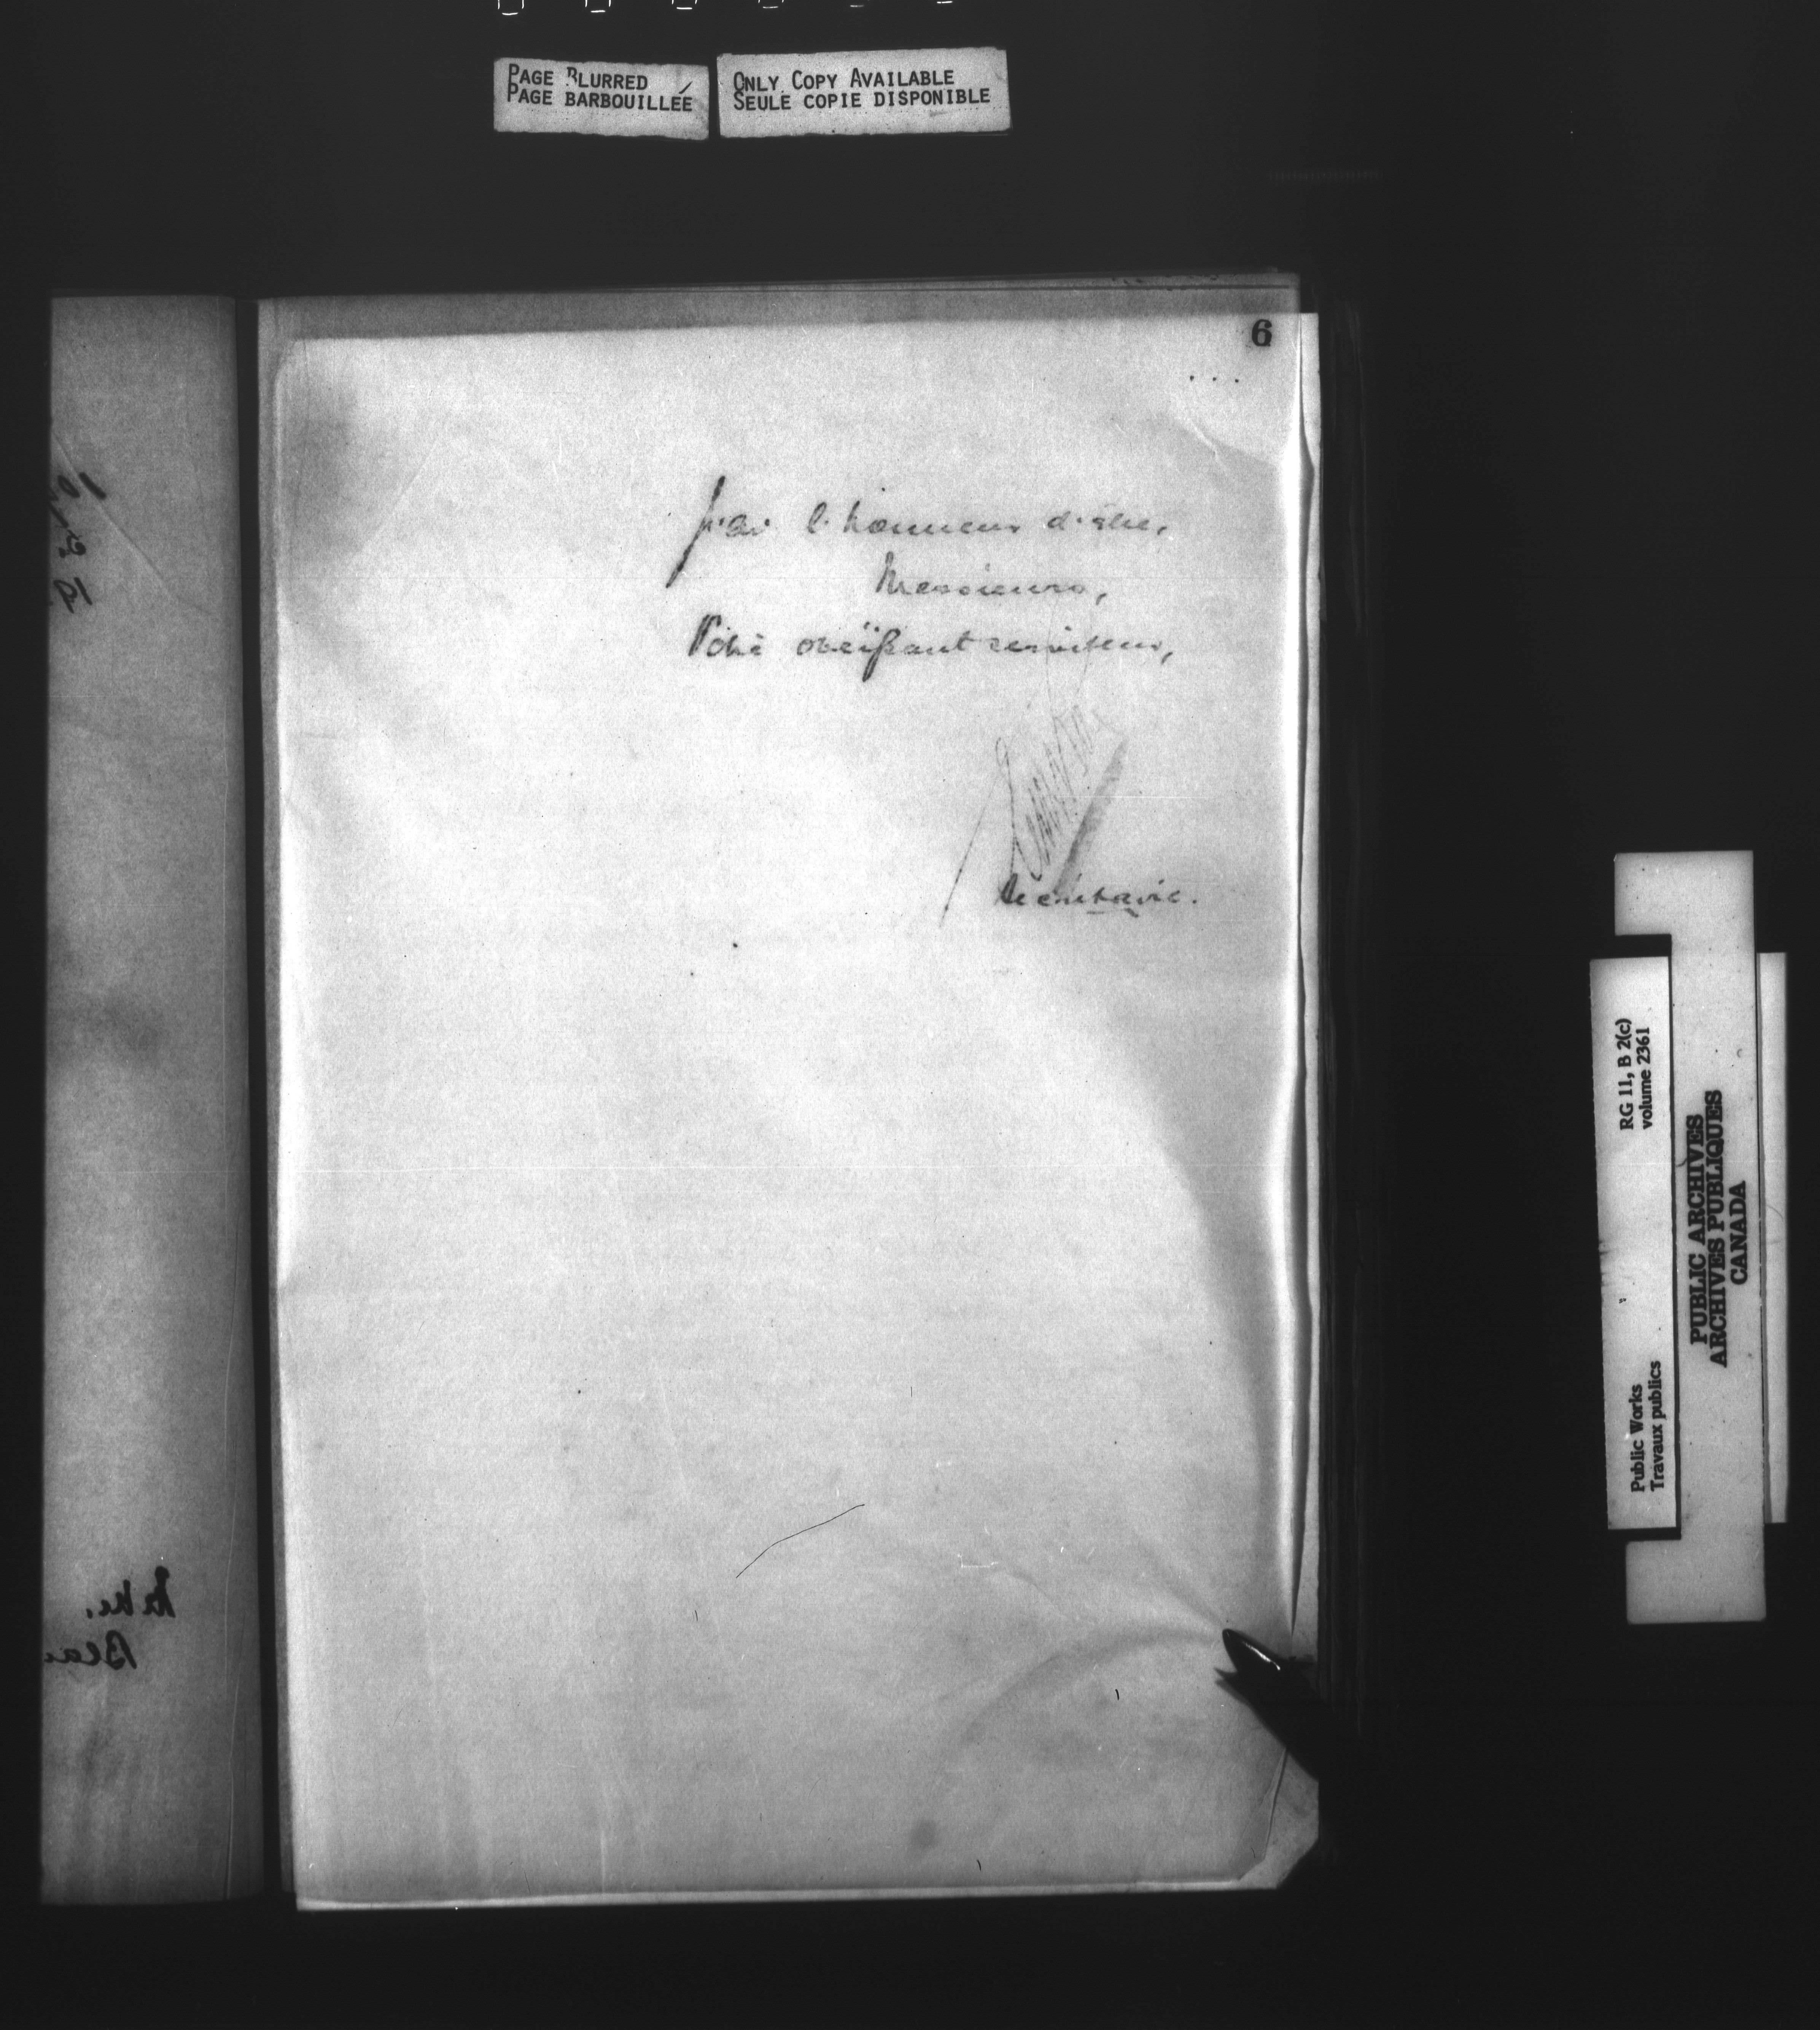 PAGE BLURRED
PAGE BARBOUILLÉE
ONLY COPY AVAILABLE
SEULE COPIE DISPONIBLE
6
J'ai l'honneur d'être,
Messieurs,
Votre obéissant serviteur,
Secrétaire.
RG 11, B 2(c)
volume 2361
Public Works
Travaux publics
PUBLIC ARCHIVES
ARCHIVES PUBLIQUES
CANADA